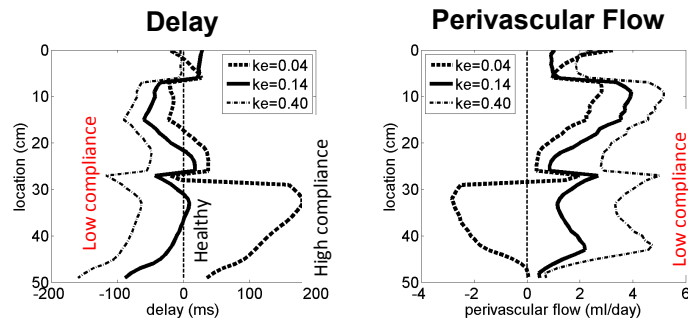 Delay
Perivascular Flow
ke=0.04
ke=0.14
ke=0.40
location (cm)
0
10
20
30
40
50
-200
-100
0
100
200
delay (ms)
Low compliance
Healthy
High compliance
ke=0.04
ke=0.14
ke=0.40
location (cm)
0
10
20
30
40
50
-4
-2
0
2
4
6
perivascular flow (ml/day)
Low compliance